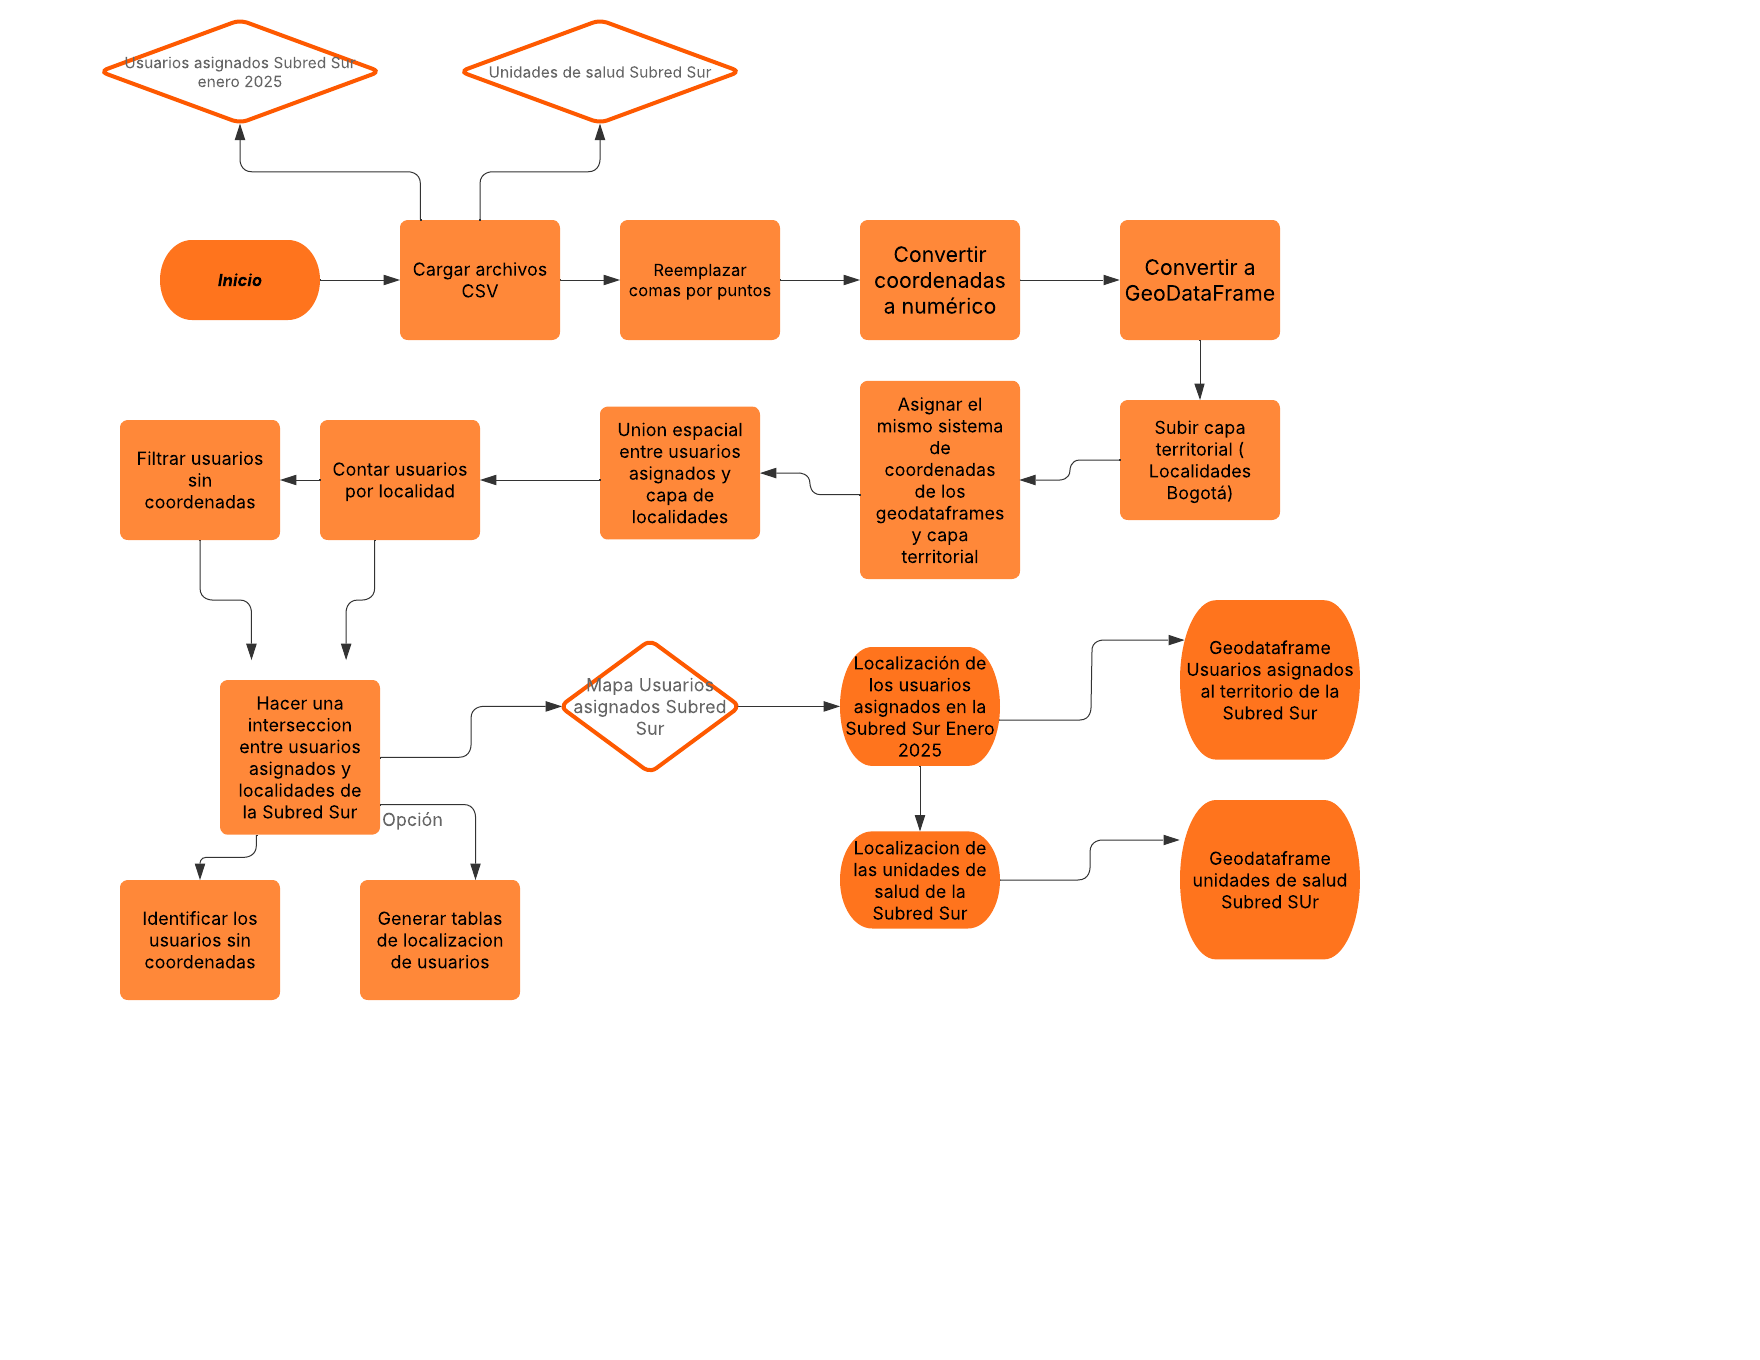 Usuarios asignados Subred Sur
enero 2025
Unidades de salud Subred Sur
Inicio
Cargar archivos
CSV
Reemplazar
comas por puntos
Convertir
coordenadas
a numérico
Convertir a
GeoDataFrame
Filtrar usuarios
sin
coordenadas
Contar usuarios
por localidad
Union espacial
entre usuarios
asignados y
capa de
localidades
Asignar el
mismo sistema
de
coordenadas
de los
geodataframes
y capa
territorial
Subir capa
territorial (
Localidades
Bogotá)
Hacer una
interseccion
entre usuarios
asignados y
localidades de
la Subred Sur
Mapa Usuarios
asignados Subred
Sur
Localización de
los usuarios
asignados en la
Subred Sur Enero
2025
Geodataframe
Usuarios asignados
al territorio de la
Subred Sur
Opción
Identificar los
usuarios sin
coordenadas
Generar tablas
de localizacion
de usuarios
Localizacion de
las unidades de
salud de la
Subred Sur
Geodataframe
unidades de salud
Subred SUr